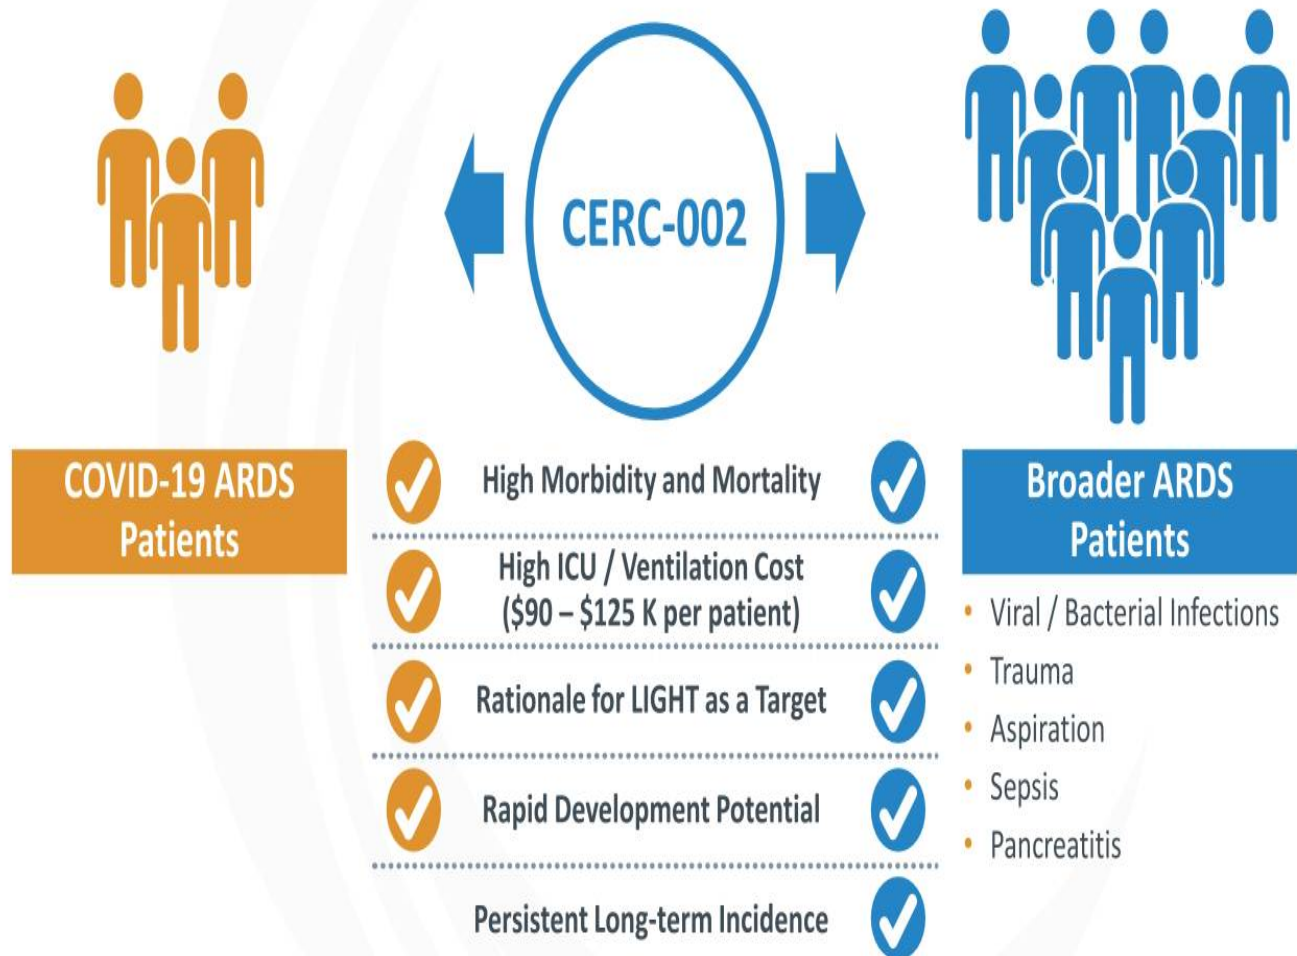 CERC-002
COVID-19 ARDS
Patients
High Morbidity and Mortality
High ICU / Ventilation Cost
($90 – $125 K per patient)
Rationale for LIGHT as a Target
Rapid Development Potential
Persistent Long-term Incidence
Broader ARDS
Patients
• Viral / Bacterial Infections
• Trauma
• Aspiration
• Sepsis
• Pancreatitis